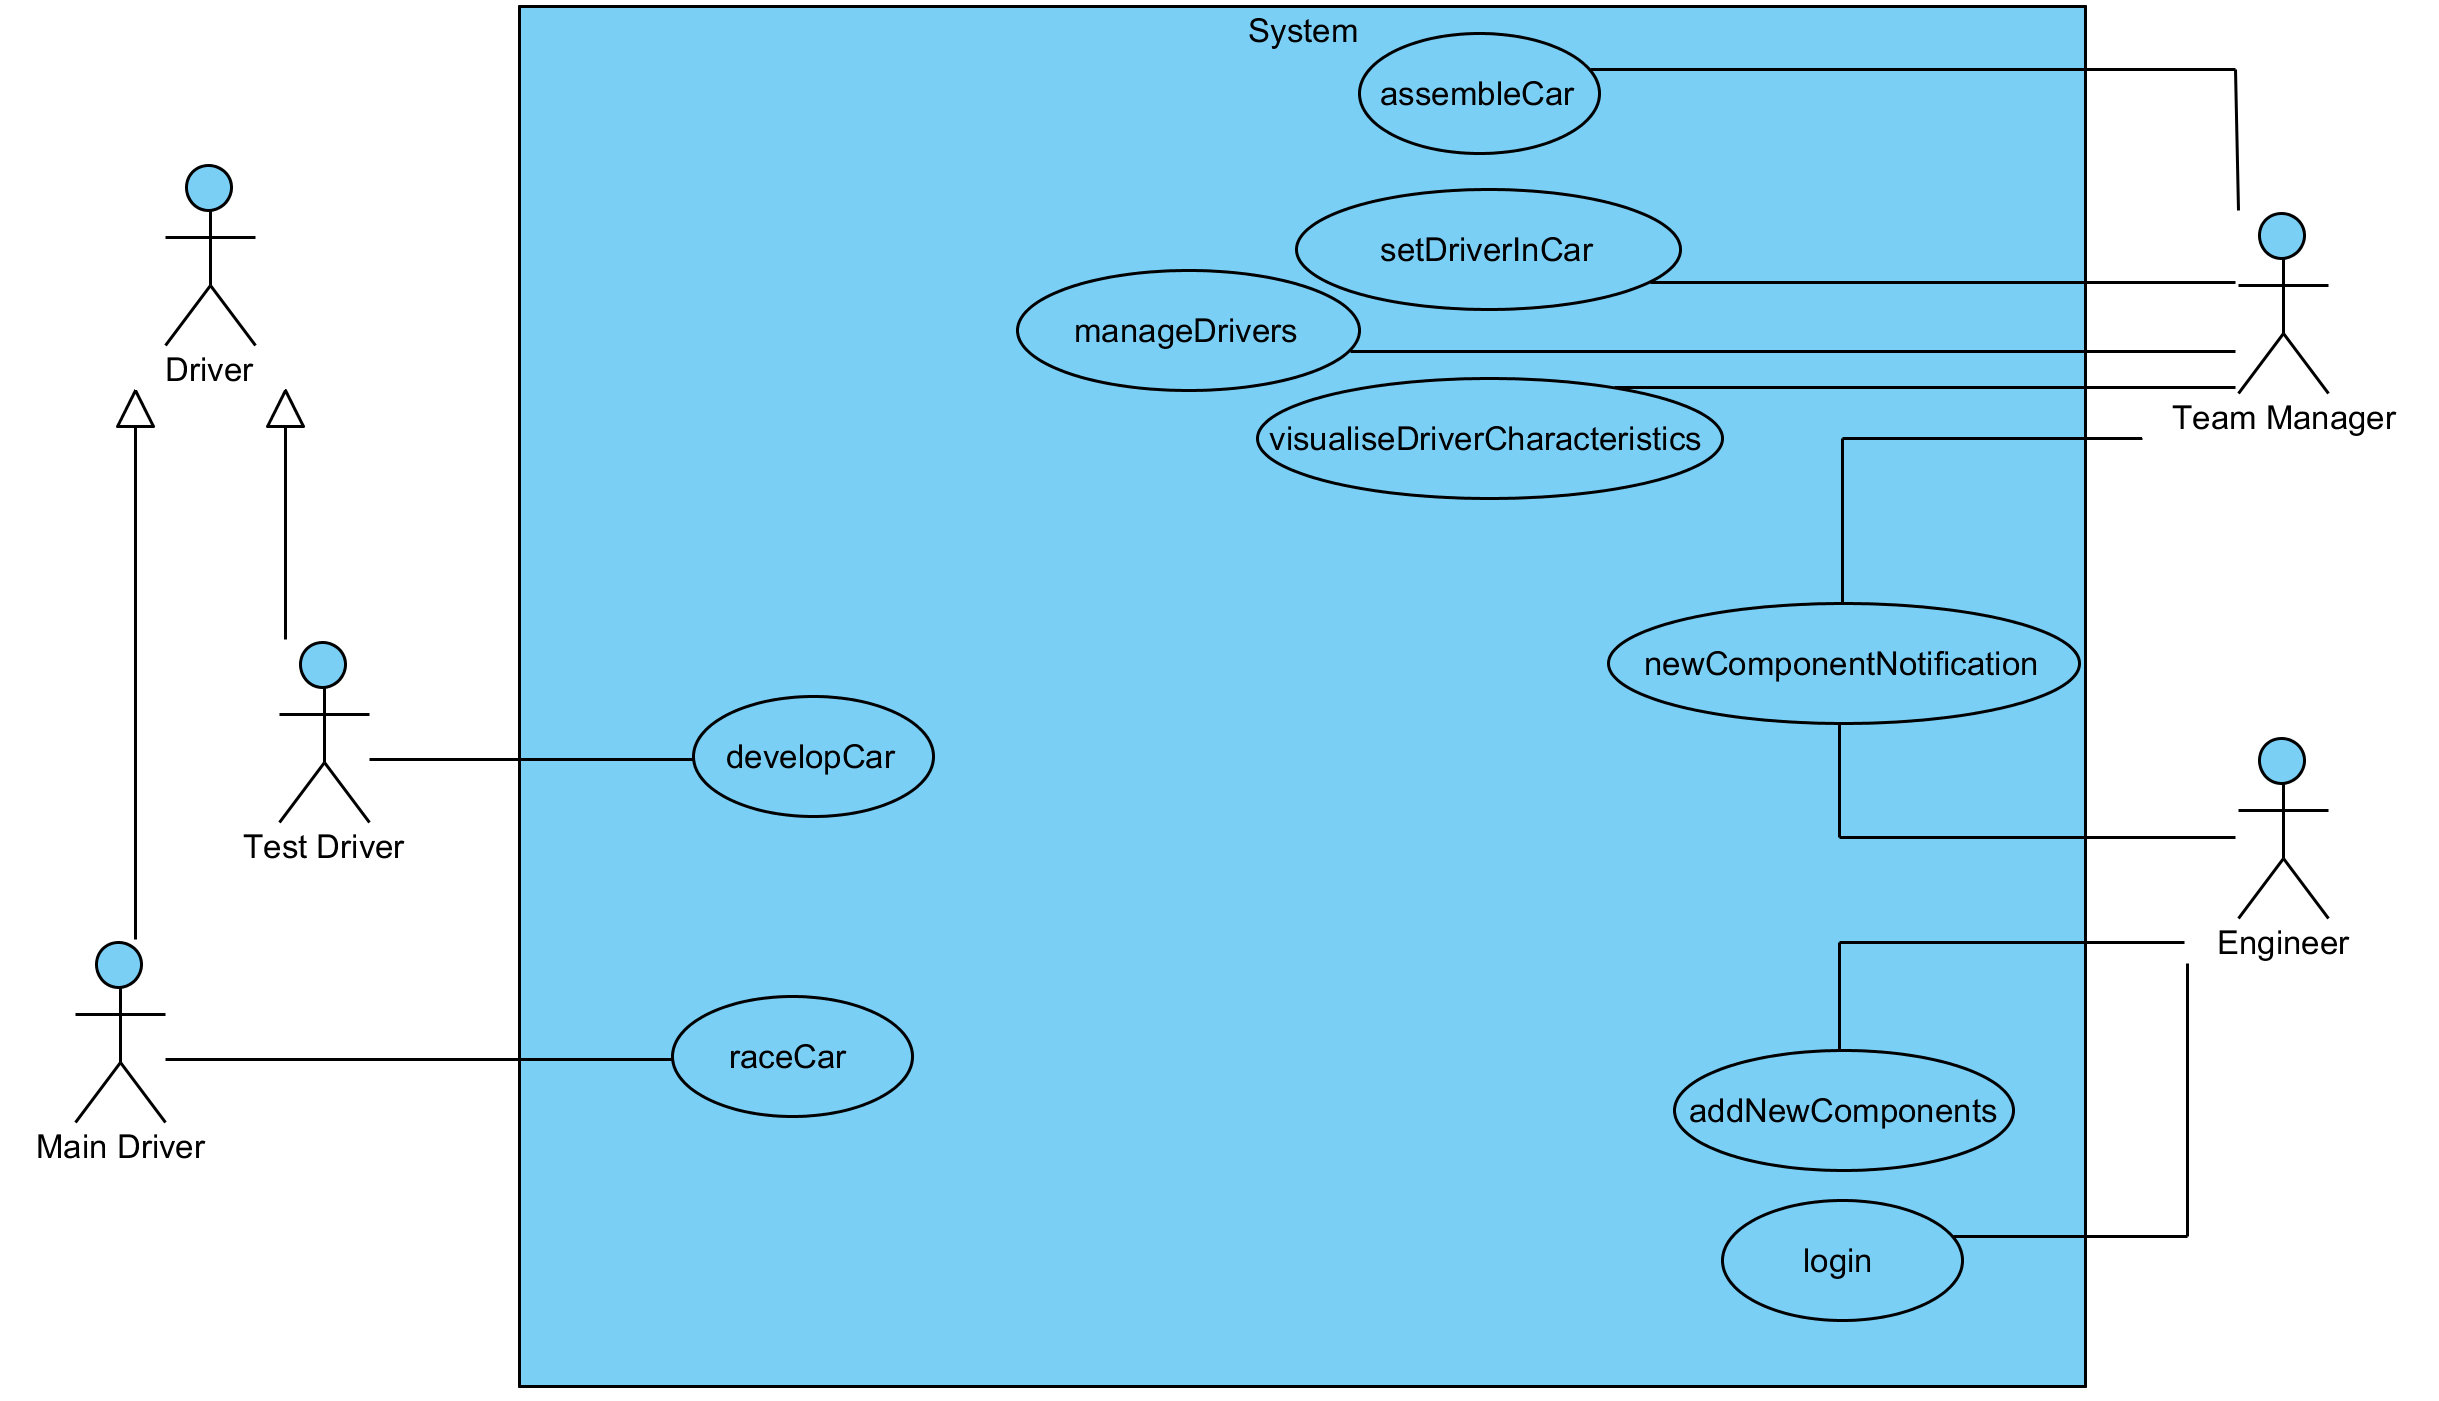 System
assembleCar
setDriverInCar
manageDrivers
Driver
Team Manager
visualiseDriverCharacteristics
newComponentNotification
developCar
Test Driver
Engineer
raceCar
addNewComponents
Main Driver
login